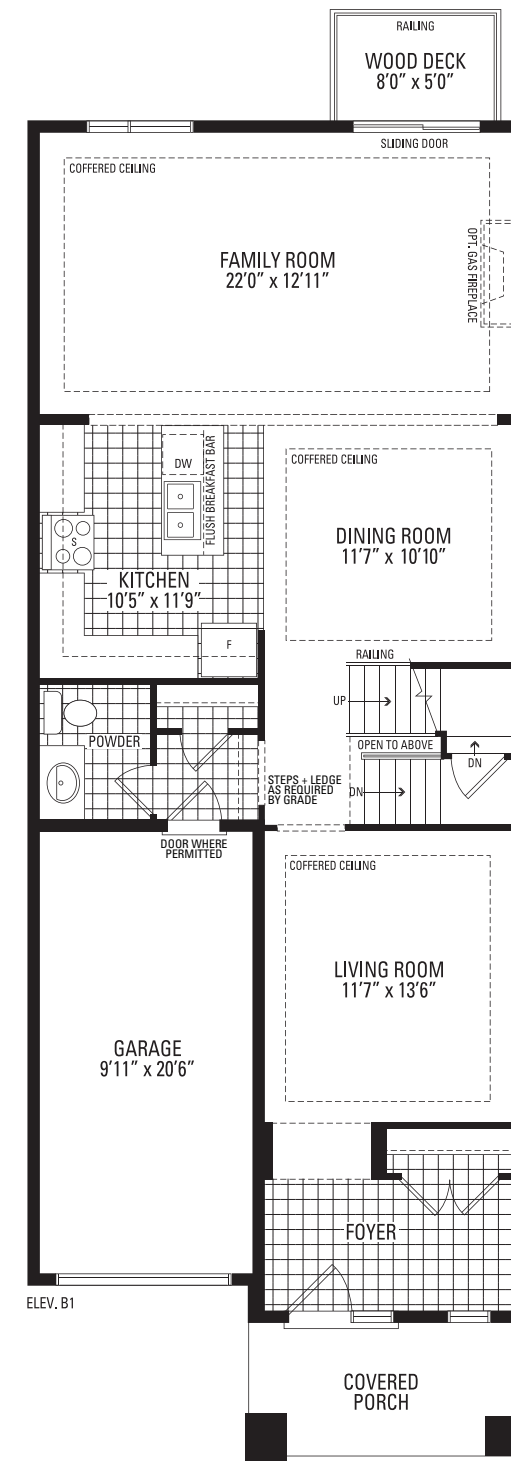 RAILING
WOOD DECK
8'0" x 5'0"
SLIDING DOOR
COFFERED CEILING
FAMILY ROOM
22'0" x 12'11"
OPT. GAS FIREPLACE
DW
FLUSH BREAKFAST BAR
COFFERED CEILING
S
DINING ROOM
11'7" x 10'10"
KITCHEN
10'5" x 11'9"
F
RAILING
UP
POWDER
OPEN TO ABOVE
DN
STEPS + LEDGE
AS REQUIRED
BY GRADE
DN
DOOR WHERE
PERMITTED
COFFERED CEILING
LIVING ROOM
11'7" x 13'6"
GARAGE
9'11" x 20'6"
FOYER
ELEV. B1
COVERED
PORCH